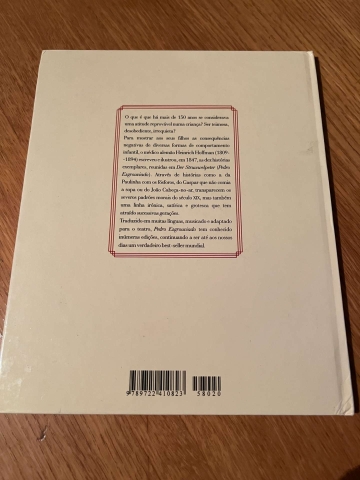 O que é que há mais de 150 anos se considerava
uma atitude reprovável numa criança? Ser teimoso,
desobediente, irrequieto?
Para mostrar aos seus filhos as consequências
negativas de diversas formas de comportamento
infantil, o médico alemão Heinrich Hoffman (1809-
-1894) escreveu e ilustrou, em 1847, as dez histórias
exemplares, reunidas em Der Struwwelpeter (Pedro
Esgrouviado). Através de histórias como a da
Paulinha com os fósforos, do Gaspar que não comia
a sopa ou do João Cabeça-no-ar, transparecem os
severos padrões morais do século XIX, mas também
uma linha irónica, satírica e grotesca que tem
atraído sucessivas gerações.
Traduzido em muitas línguas, musicado e adaptado
para o teatro, Pedro Esgrouviado tem conhecido
inúmeras edições, continuando a ser até aos nossos
dias um verdadeiro best-seller mundial.
9 789722 410823
58020